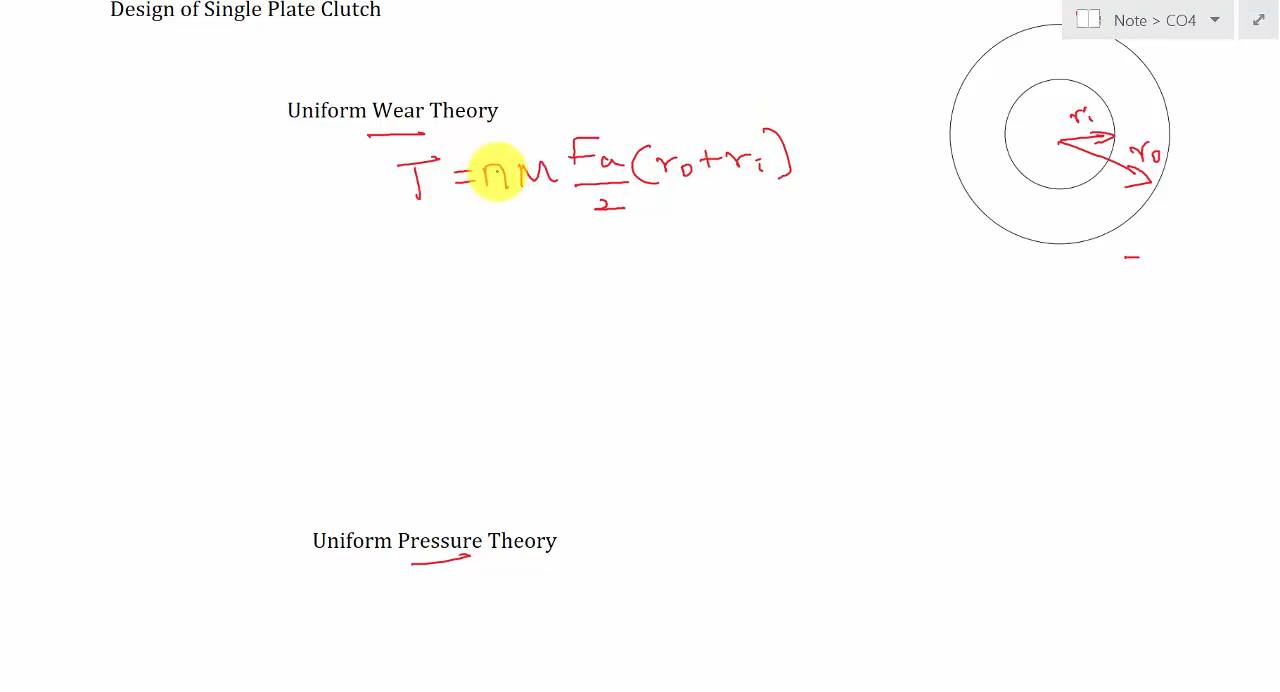 Design of Single Plate Clutch
Note > CO4
Uniform Wear Theory
ri
ro
T = nμ Fa/2 (ro + ri)
Uniform Pressure Theory